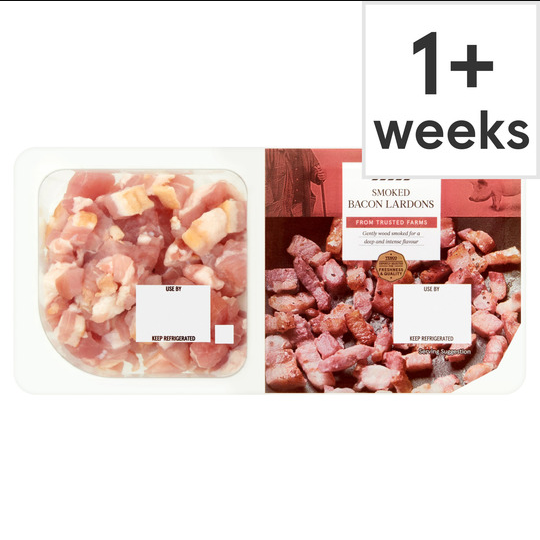 1+
weeks
SMOKED
BACON LARDONS
FROM TRUSTED FARMS
Gently wood smoked for a
deep and intense flavour
TESCO
FRESHNESS
& QUALITY
USE BY
KEEP REFRIGERATED
USE BY
KEEP REFRIGERATED
Serving Suggestion